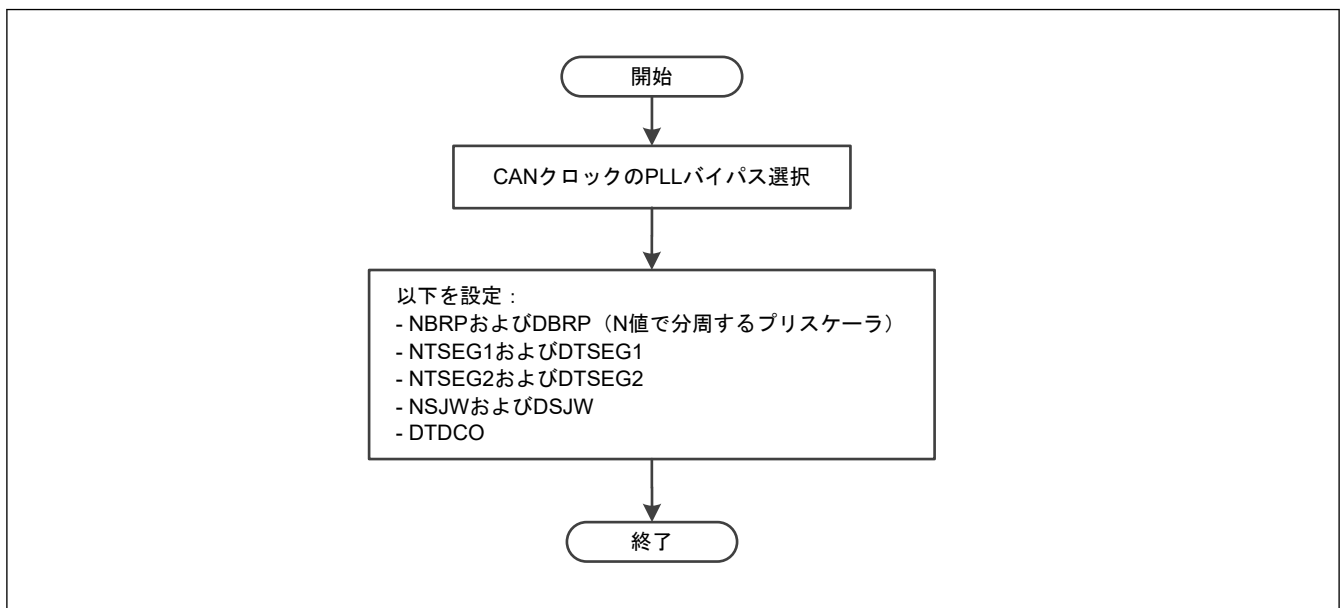 開始
CANクロックのPLLバイパス選択
以下を設定：
- NBRPおよびDBRP（N値で分周するプリスケーラ）
- NTSEG1およびDTSEG1
- NTSEG2およびDTSEG2
- NSJWおよびDSJW
- DTDCO
終了